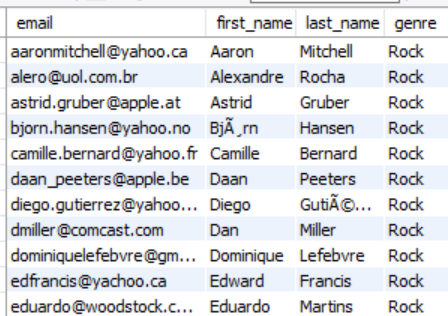 email first_name last_name genre
aaronmitchell@yahoo.ca Aaron Mitchell Rock
alero@uol.com.br Alexandre Rocha Rock
astrid.gruber@apple.at Astrid Gruber Rock
bjorn.hansen@yahoo.no BjÃ¸rn Hansen Rock
camille.bernard@yahoo.fr Camille Bernard Rock
daan_peeters@apple.be Daan Peeters Rock
diego.gutierrez@yahoo... Diego GutiÃ©... Rock
dmiller@comcast.com Dan Miller Rock
dominiquelefebvre@gm... Dominique Lefebvre Rock
edfrancis@yachoo.ca Edward Francis Rock
eduardo@woodstock.c... Eduardo Martins Rock